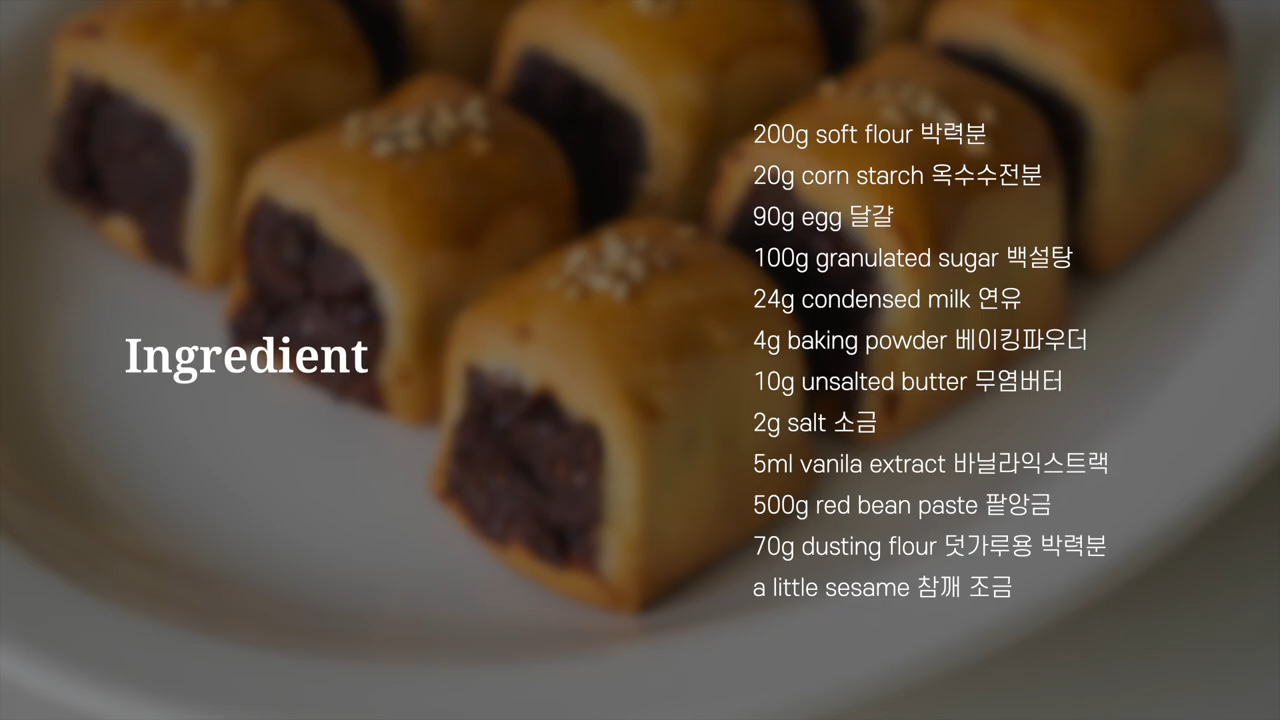 Ingredient
200g soft flour 박력분
20g corn starch 옥수수전분
90g egg 달걀
100g granulated sugar 백설탕
24g condensed milk 연유
4g baking powder 베이킹파우더
10g unsalted butter 무염버터
2g salt 소금
5ml vanila extract 바닐라익스트랙
500g red bean paste 팥앙금
70g dusting flour 덧가루용 박력분
a little sesame 참깨 조금